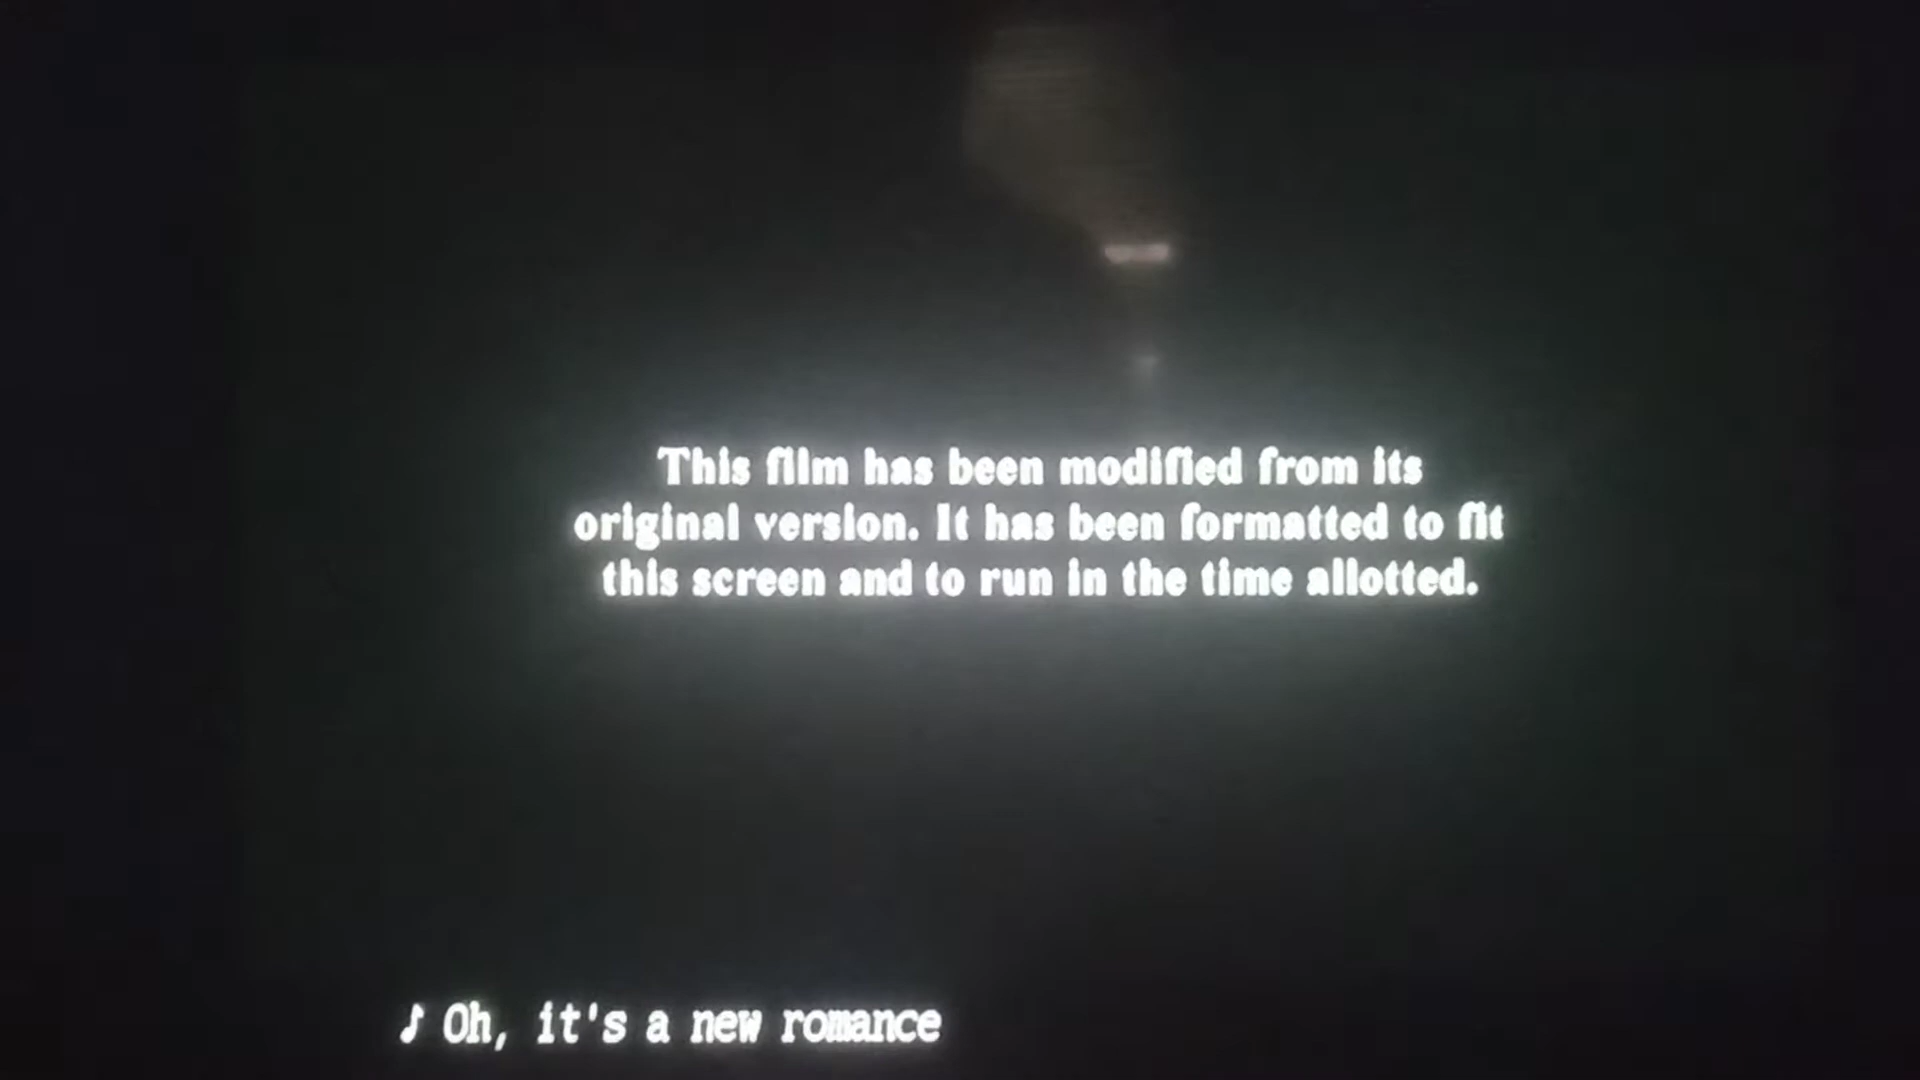 This film has been modified from its
original version. It has been formatted to fit
this screen and to run in the time allotted.
♪ Oh, it's a new romance